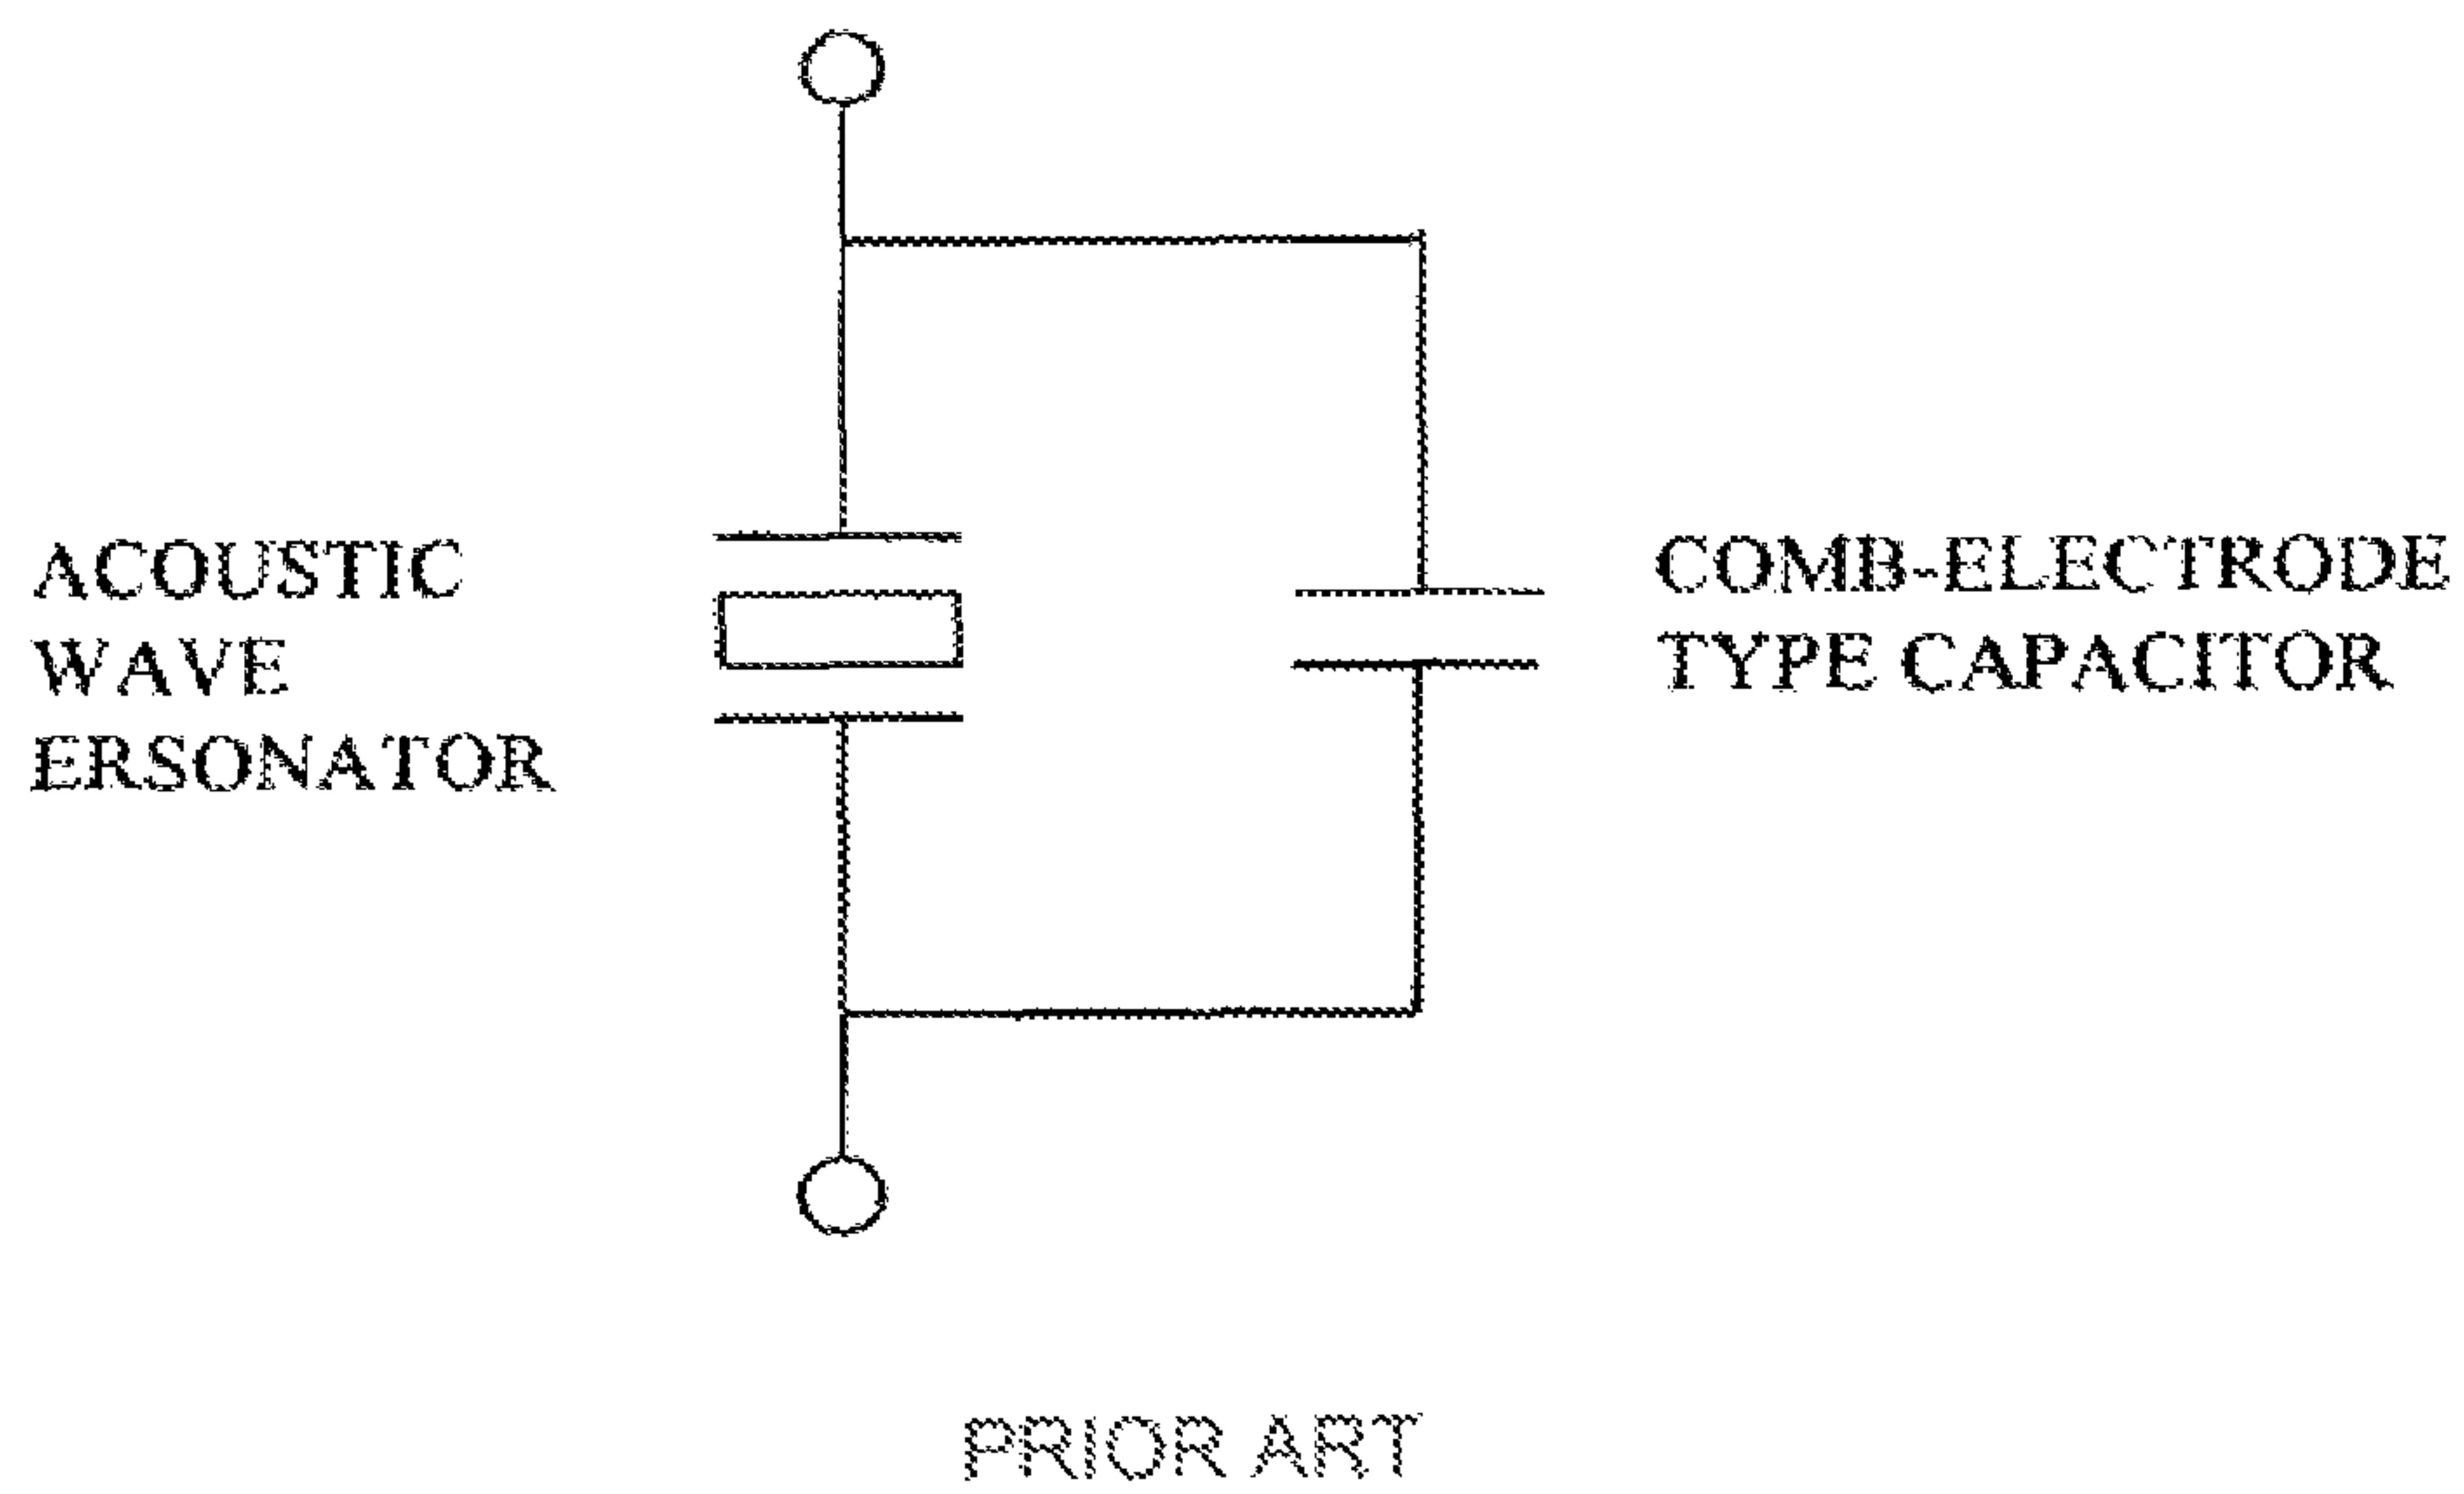 ACOUSTIC
WAVE
ERSONATOR
COMB-ELECTRODE
TYPE CAPACITOR
PRIOR ART